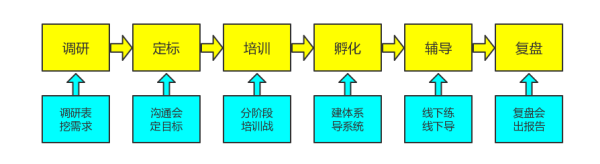 调研
定标
培训
孵化
辅导
复盘
调研表
挖需求
沟通会
定目标
分阶段
培训战
建体系
导系统
线下练
线下导
复盘会
出报告